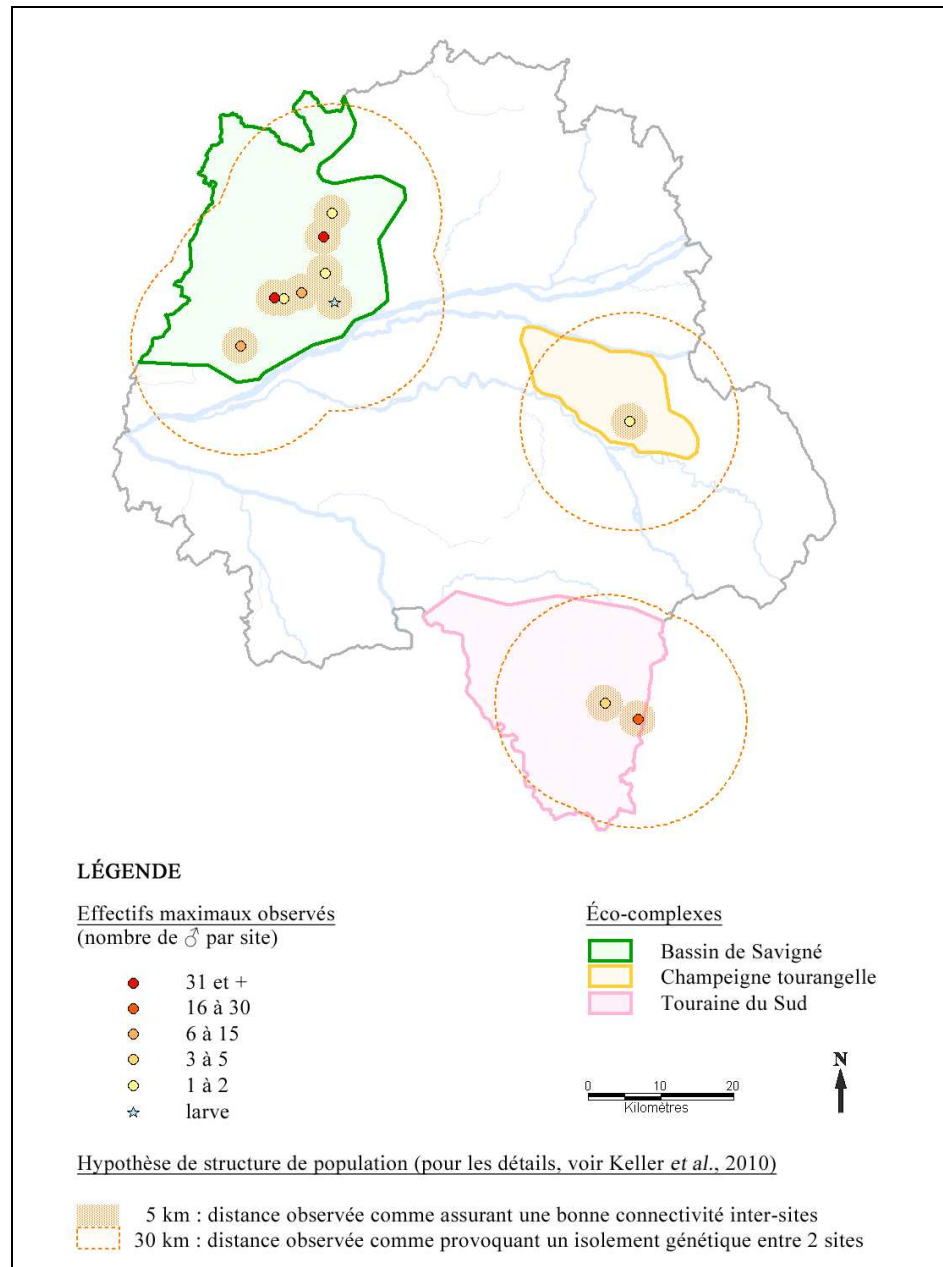 LÉGENDE
Effectifs maximaux observés
(nombre de ♂ par site)
31 et +
16 à 30
6 à 15
3 à 5
1 à 2
larve
Éco-complexes
Bassin de Savigné
Champeigne tourangelle
Touraine du Sud
N
0 10 20
Kilomètres
Hypothèse de structure de population (pour les détails, voir Keller et al., 2010)
5 km : distance observée comme assurant une bonne connectivité inter-sites
30 km : distance observée comme provoquant un isolement génétique entre 2 sites